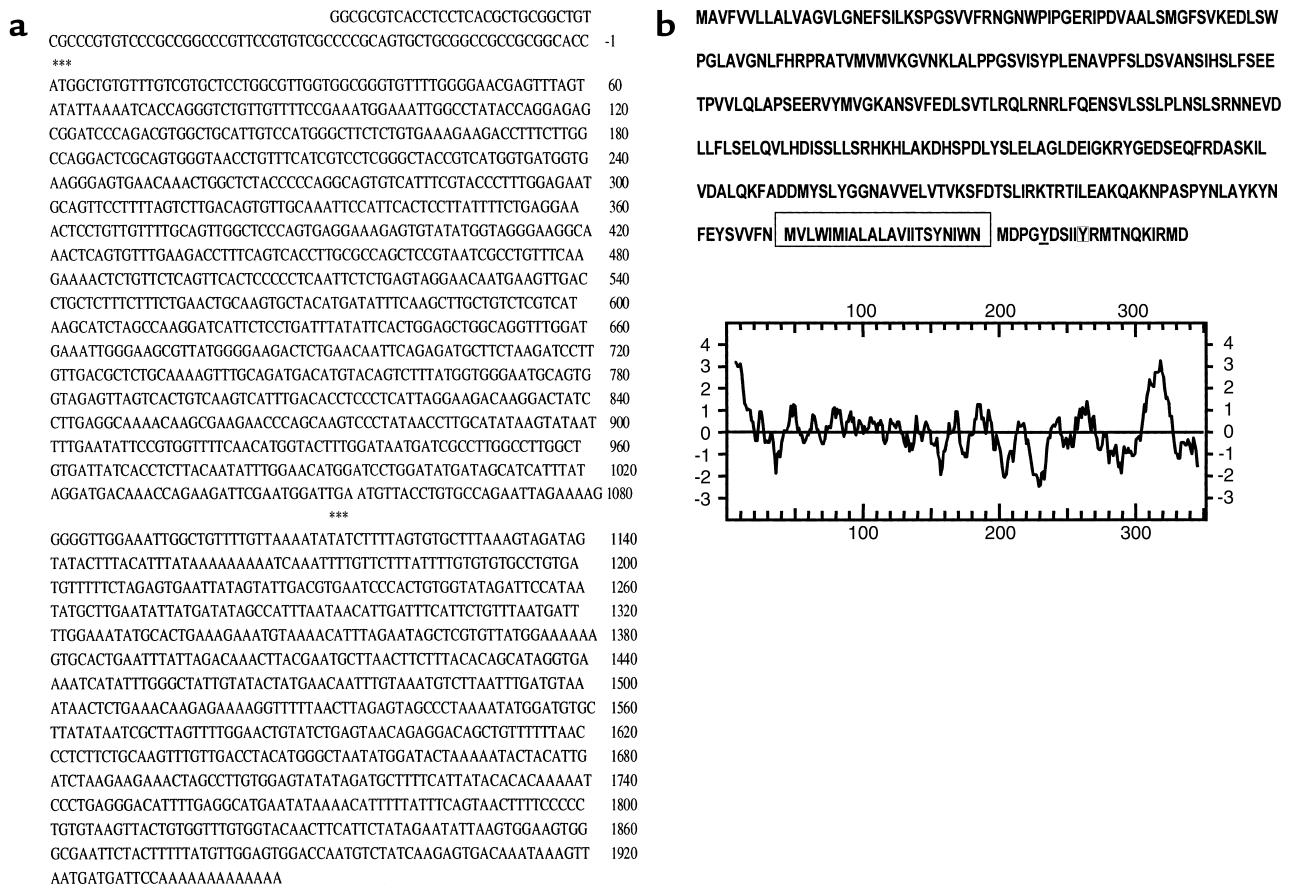 a
GGCGCGTCACCTCCTCACGCTGCGGCTGT
CGCCCGTGTCCCGCCGGCCCGTTCCGTGTCGCCCCGCAGTGCTGCGGCCGCCGCGGCACC -1
***
ATGGCTGTGTTTGTCGTGCTCCTGGCGTTGGTGGCGGGTGTTTTGGGGAACGAGTTTAGT 60
ATATTAAAATCACCAGGGTCTGTTGTTTTCCGAAATGGAAATTGGCCTATACCAGGAGAG 120
CGGATCCCAGACGTGGCTGCATTGTCCATGGGCTTCTCTGTGAAAGAAGACCTTTCTTGG 180
CCAGGACTCGCAGTGGGTAACCTGTTTCATCGTCCTCGGGCTACCGTCATGGTGATGGTG 240
AAGGGAGTGAACAAACTGGCTCTACCCCCAGGCAGTGTCATTTCGTACCCTTTGGAGAAT 300
GCAGTTCCTTTTAGTCTTGACAGTGTTGCAAATTCCATTCACTCCTTATTTTCTGAGGAA 360
ACTCCTGTTGTTTTGCAGTTGGCTCCCAGTGAGGAAAGAGTGTATATGGTAGGGAAGGCA 420
AACTCAGTGTTTGAAGACCTTTCAGTCACCTTGCGCCAGCTCCGTAATCGCCTGTTTCAA 480
GAAAACTCTGTTCTCAGTTCACTCCCCCTCAATTCTCTGAGTAGGAACAATGAAGTTGAC 540
CTGCTCTTTCTTTCTGAACTGCAAGTGCTACATGATATTTCAAGCTTGCTGTCTCGTCAT 600
AAGCATCTAGCCAAGGATCATTCTCCTGATTTATATTCACTGGAGCTGGCAGGTTTGGAT 660
GAAATTGGGAAGCGTTATGGGGAAGACTCTGAACAATTCAGAGATGCTTCTAAGATCCTT 720
GTTGACGCTCTGCAAAAGTTTGCAGATGACATGTACAGTCTTTATGGTGGGAATGCAGTG 780
GTAGAGTTAGTCACTGTCAAGTCATTTGACACCTCCCTCATTAGGAAGACAAGGACTATC 840
CTTGAGGCAAAACAAGCGAAGAACCCAGCAAGTCCCTATAACCTTGCATATAAGTATAAT 900
TTTGAATATTCCGTGGTTTTCAACATGGTACTTTGGATAATGATCGCCTTGGCCTTGGCT 960
GTGATTATCACCTCTTACAATATTTGGAACATGGATCCTGGATATGATAGCATCATTTAT 1020
AGGATGACAAACCAGAAGATTCGAATGGATTGA ATGTTACCTGTGCCAGAATTAGAAAAG 1080
***
GGGGTTGGAAATTGGCTGTTTTGTTAAAATATATCTTTTAGTGTGCTTTAAAGTAGATAG 1140
TATACTTTACATTTATAAAAAAAAATCAAATTTTGTTCTTTATTTTGTGTGTGCCTGTGA 1200
TGTTTTTCTAGAGTGAATTATAGTATTGACGTGAATCCCACTGTGGTATAGATTCCATAA 1260
TATGCTTGAATATTATGATATAGCCATTTAATAACATTGATTTCATTCTGTTTAATGATT 1320
TTGGAAATATGCACTGAAAGAAATGTAAAACATTTAGAATAGCTCGTGTTATGGAAAAAA 1380
GTGCACTGAATTTATTAGACAAACTTACGAATGCTTAACTTCTTTACACAGCATAGGTGA 1440
AAATCATATTTGGGCTATTGTATACTATGAACAATTTGTAAATGTCTTAATTTGATGTAA 1500
ATAACTCTGAAACAAGAGAAAAGGTTTTTAACTTAGAGTAGCCCTAAAATATGGATGTGC 1560
TTATATAATCGCTTAGTTTTGGAACTGTATCTGAGTAACAGAGGACAGCTGTTTTTTAAC 1620
CCTCTTCTGCAAGTTTGTTGACCTACATGGGCTAATATGGATACTAAAAATACTACATTG 1680
ATCTAAGAAGAAACTAGCCTTGTGGAGTATATAGATGCTTTTCATTATACACACAAAAAT 1740
CCCTGAGGGACATTTTGAGGCATGAATATAAAACATTTTTATTTCAGTAACTTTTCCCCC 1800
TGTGTAAGTTACTGTGGTTTGTGGTACAACTTCATTCTATAGAATATTAAGTGGAAGTGG 1860
GCGAATTCTACTTTTTATGTTGGAGTGGACCAATGTCTATCAAGAGTGACAAATAAAGTT 1920
AATGATGATTCCAAAAAAAAAAAAA
b
MAVFVVLLALVAGVLGNEFSILKSPGSVVFRNGNWPIPGERIPDVAALSMGFSVKEDLSW
PGLAVGNLFHRPRATVMVMVKGVNKLALPPGSVISYPLENAVPFSLDSVANSIHSLFSEE
TPVVLQLAPSEERVYMVGKANSVFEDLSVTLRQLRNRLFQENSVLSSLPLNSLSRNNEVD
LLFLSELQVLHDISSLLSRHKHLAKDHSPDLYSLELAGLDEIGKRYGEDSEQFRDASKIL
VDALQKFADDMYSLYGGNAVVELVTVKSFDTSLIRKTRTILEAKQAKNPASPYNLAYKYN
FEYSVVFN MVLWIMIALALAVIITSYNIWN MDPGYDSIIYRMTNQKIRMD
100 200 300
4 4
3 3
2 2
1 1
0 0
-1 -1
-2 -2
-3 -3
100 200 300